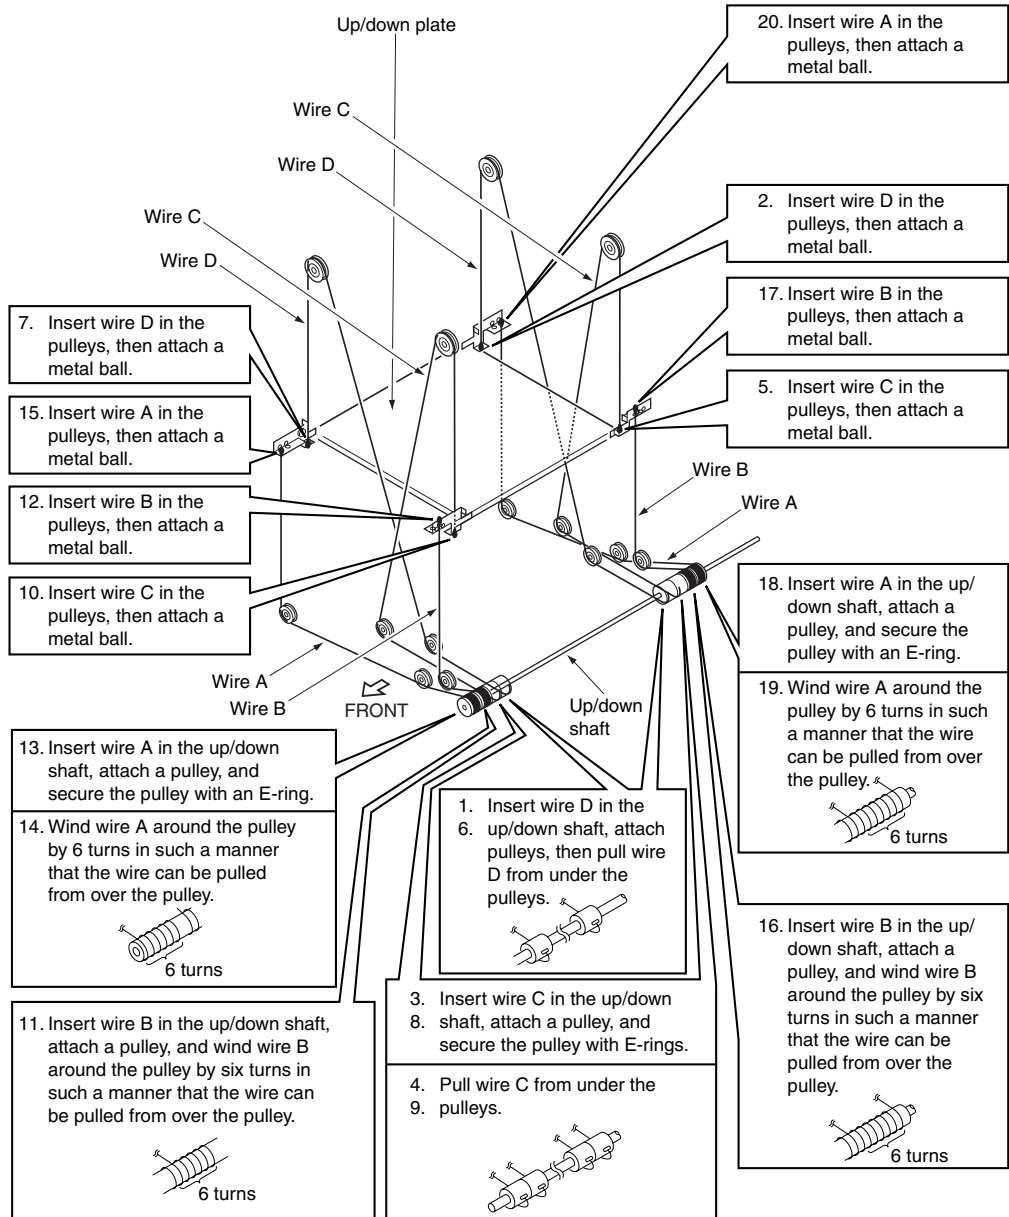 Up/down plate
20. Insert wire A in the
pulleys, then attach a
metal ball.
Wire C
Wire D
Wire C
Wire D
2. Insert wire D in the
pulleys, then attach a
metal ball.
17. Insert wire B in the
pulleys, then attach a
metal ball.
7. Insert wire D in the
pulleys, then attach a
metal ball.
5. Insert wire C in the
pulleys, then attach a
metal ball.
15. Insert wire A in the
pulleys, then attach a
metal ball.
Wire B
Wire A
12. Insert wire B in the
pulleys, then attach a
metal ball.
10. Insert wire C in the
pulleys, then attach a
metal ball.
18. Insert wire A in the up/
down shaft, attach a
pulley, and secure the
pulley with an E-ring.
Wire A
Wire B
FRONT
Up/down
shaft
19. Wind wire A around the
pulley by 6 turns in such
a manner that the wire
can be pulled from over
the pulley.
6 turns
13. Insert wire A in the up/down
shaft, attach a pulley, and
secure the pulley with an E-ring.
14. Wind wire A around the pulley
by 6 turns in such a manner
that the wire can be pulled
from over the pulley.
6 turns
1. Insert wire D in the
6. up/down shaft, attach
pulleys, then pull wire
D from under the
pulleys.
16. Insert wire B in the up/
down shaft, attach a
pulley, and wind wire B
around the pulley by six
turns in such a manner
that the wire can be
pulled from over the
pulley.
6 turns
3. Insert wire C in the up/down
8. shaft, attach a pulley, and
secure the pulley with E-rings.
4. Pull wire C from under the
9. pulleys.
11. Insert wire B in the up/down shaft,
attach a pulley, and wind wire B
around the pulley by six turns in
such a manner that the wire can
be pulled from over the pulley.
6 turns